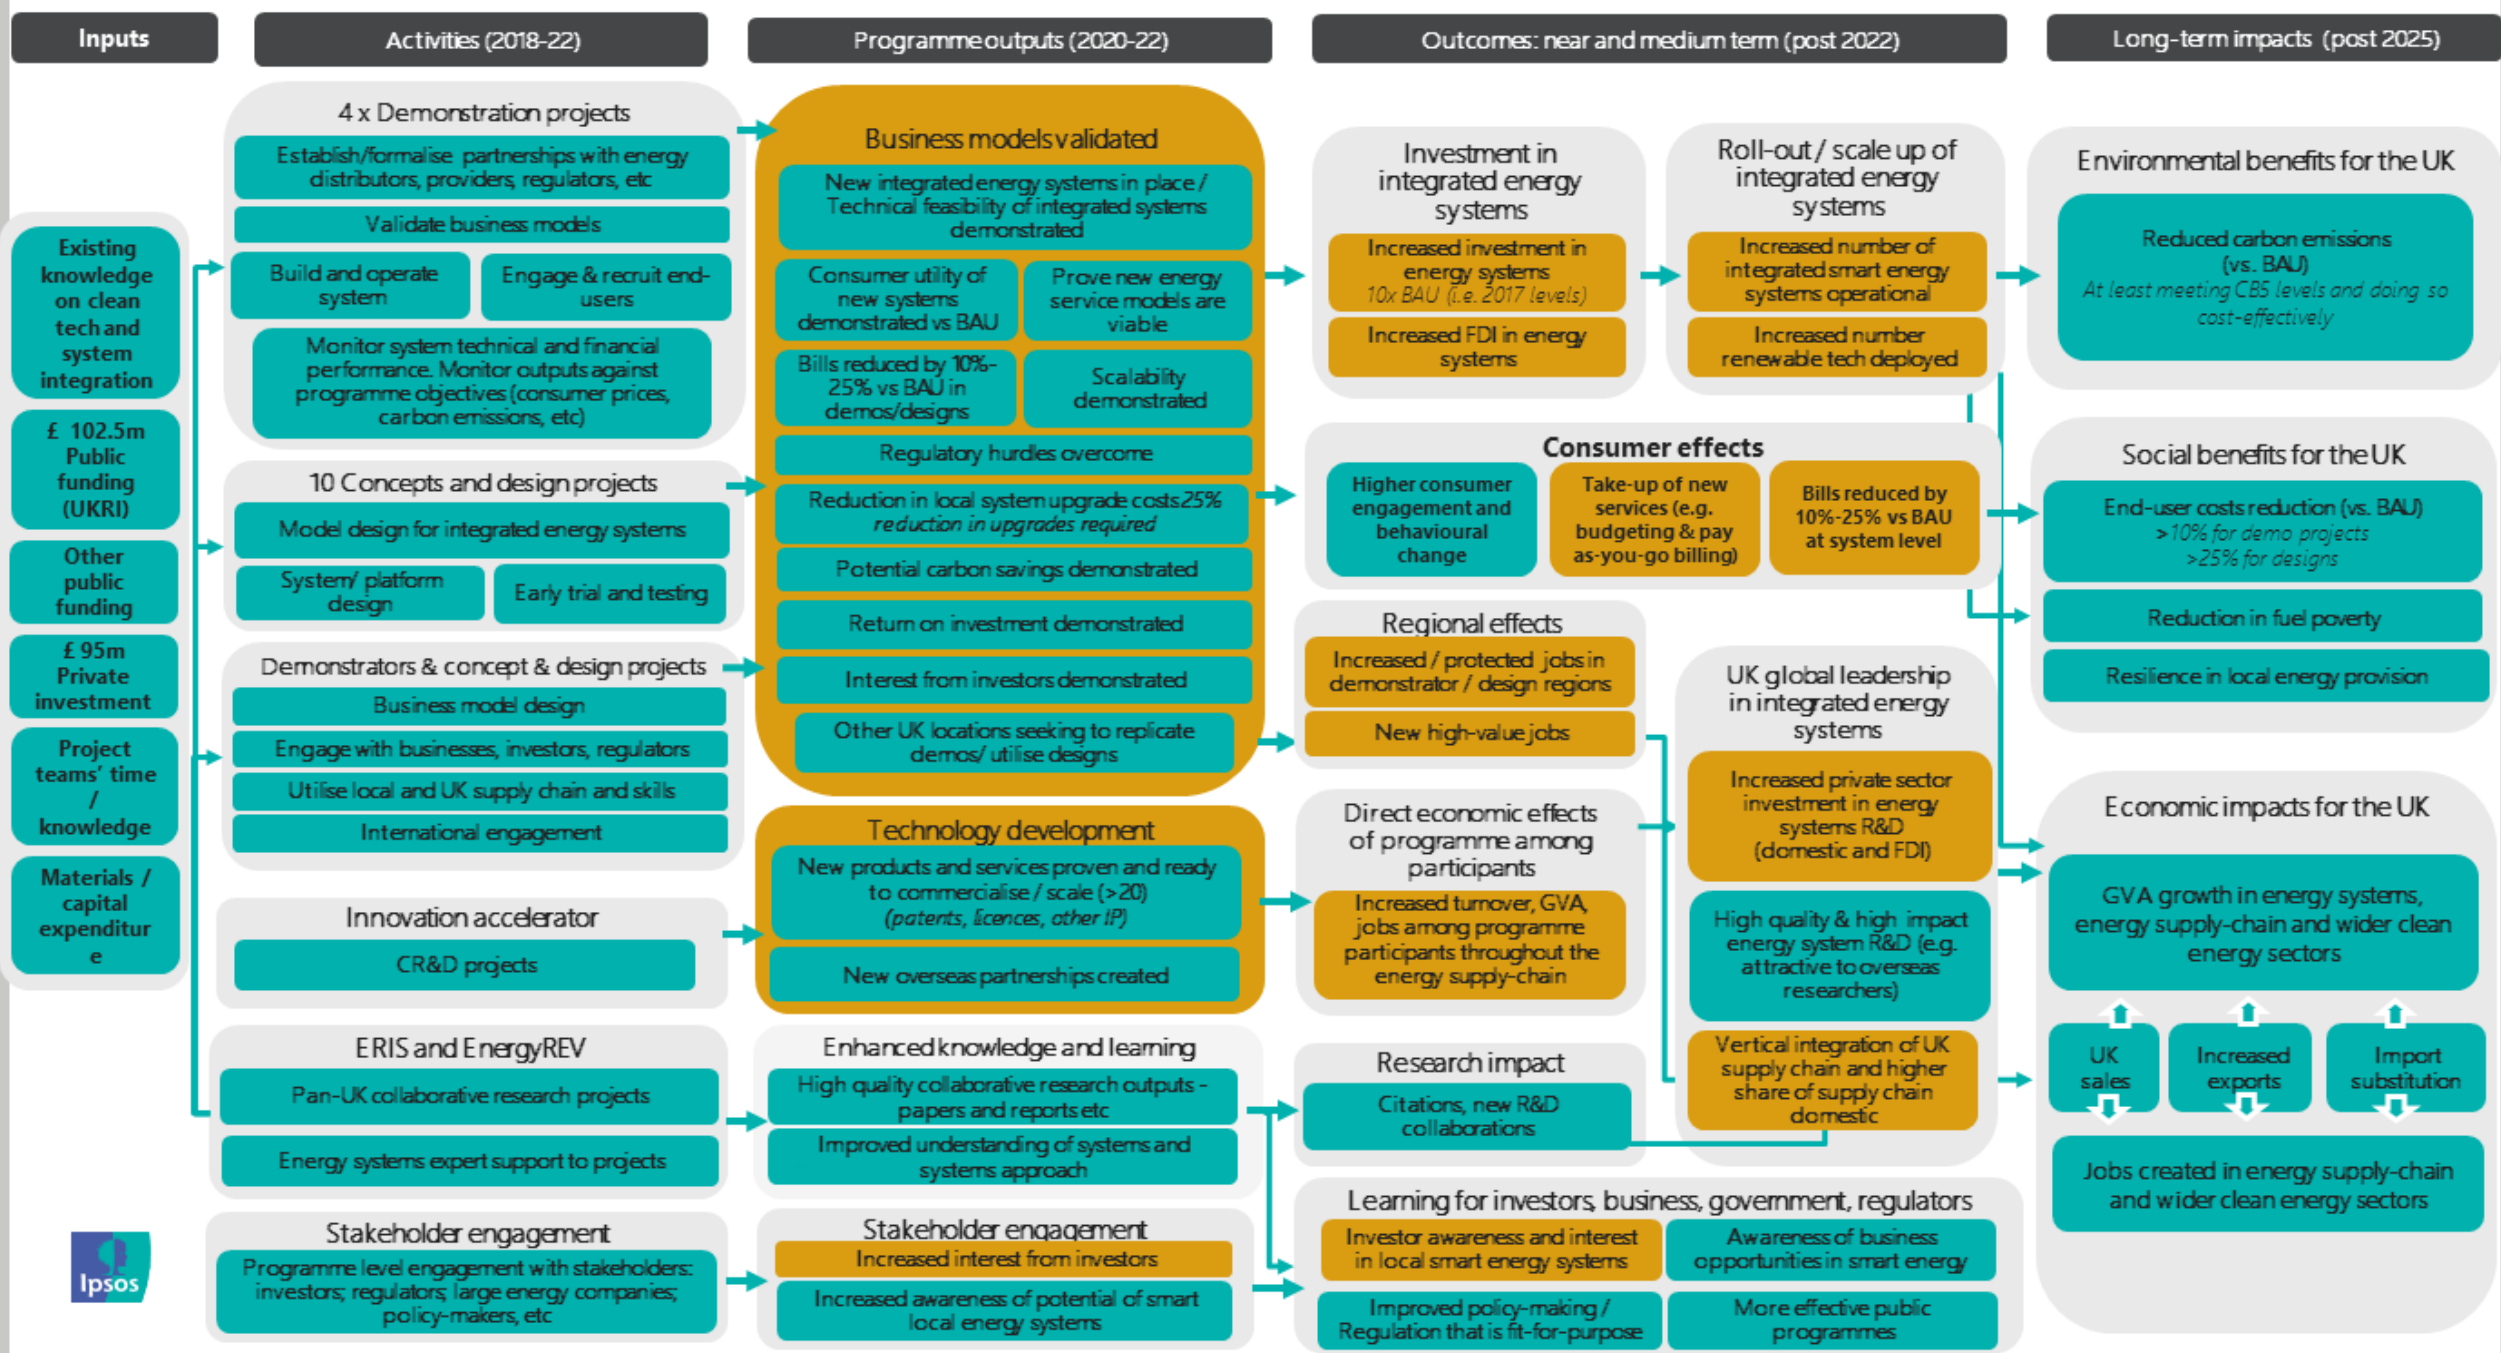 Inputs
Activities (2018-22)
Programme outputs (2020-22)
Outcomes: near and medium term (post 2022)
Long-term impacts (post 2025)
Existing
knowledge
on clean
tech and
system
integration
£ 102.5m
Public
funding
(UKRI)
Other
public
funding
£ 95m
Private
investment
Project
teams' time
/
knowledge
Materials /
capital
expenditur
e
4 x Demonstration projects
Establish/formalise partnerships with energy
distributors, providers, regulators, etc
Validate business models
Build and operate
system
Engage & recruit end-
users
Monitor system technical and financial
performance. Monitor outputs against
programme objectives (consumer prices,
carbon emissions, etc)
10 Concepts and design projects
Model design for integrated energy systems
System/ platform
design
Early trial and testing
Demonstrators & concept & design projects
Business model design
Engage with businesses, investors, regulators
Utilise local and UK supply chain and skills
International engagement
Innovation accelerator
CR&D projects
ERIS and EnergyREV
Pan-UK collaborative research projects
Energy systems expert support to projects
Stakeholder engagement
Programme level engagement with stakeholders:
investors; regulators; large energy companies;
policy-makers, etc
Business models validated
New integrated energy systems in place /
Technical feasibility of integrated systems
demonstrated
Consumer utility of
new systems
demonstrated vs BAU
Prove new energy
service models are
viable
Bills reduced by 10%-
25% vs BAU in
demos/designs
Scalability
demonstrated
Regulatory hurdles overcome
Reduction in local system upgrade costs 25%
reduction in upgrades required
Potential carbon savings demonstrated
Return on investment demonstrated
Interest from investors demonstrated
Other UK locations seeking to replicate
demos/ utilise designs
Technology development
New products and services proven and ready
to commercialise / scale (>20)
(patents, licences, other IP)
New overseas partnerships created
Enhanced knowledge and learning
High quality collaborative research outputs -
papers and reports etc
Improved understanding of systems and
systems approach
Stakeholder engagement
Increased interest from investors
Increased awareness of potential of smart
local energy systems
Investment in
integrated energy
systems
Increased investment in
energy systems
10x BAU (i.e. 2017 levels)
Increased FDI in energy
systems
Roll-out / scale up of
integrated energy
systems
Increased number of
integrated smart energy
systems operational
Increased number
renewable tech deployed
Consumer effects
Higher consumer
engagement and
behavioural
change
Take-up of new
services (e.g.
budgeting & pay
as-you-go billing)
Bills reduced by
10%-25% vs BAU
at system level
Regional effects
Increased / protected jobs in
demonstrator / design regions
New high-value jobs
Direct economic effects
of programme among
participants
Increased turnover, GVA,
jobs among programme
participants throughout the
energy supply-chain
UK global leadership
in integrated energy
systems
Increased private sector
investment in energy
systems R&D
(domestic and FDI)
High quality & high impact
energy system R&D (e.g.
attractive to overseas
researchers)
Vertical integration of UK
supply chain and higher
share of supply chain
domestic
Research impact
Citations, new R&D
collaborations
Learning for investors, business, government, regulators
Investor awareness and interest
in local smart energy systems
Awareness of business
opportunities in smart energy
Improved policy-making /
Regulation that is fit-for-purpose
More effective public
programmes
Environmental benefits for the UK
Reduced carbon emissions
(vs. BAU)
At least meeting CB5 levels and doing so
cost-effectively
Social benefits for the UK
End-user costs reduction (vs. BAU)
>10% for demo projects
>25% for designs
Reduction in fuel poverty
Resilience in local energy provision
Economic impacts for the UK
GVA growth in energy systems,
energy supply-chain and wider clean
energy sectors
UK
sales
Increased
exports
Import
substitution
Jobs created in energy supply-chain
and wider clean energy sectors
Ipsos